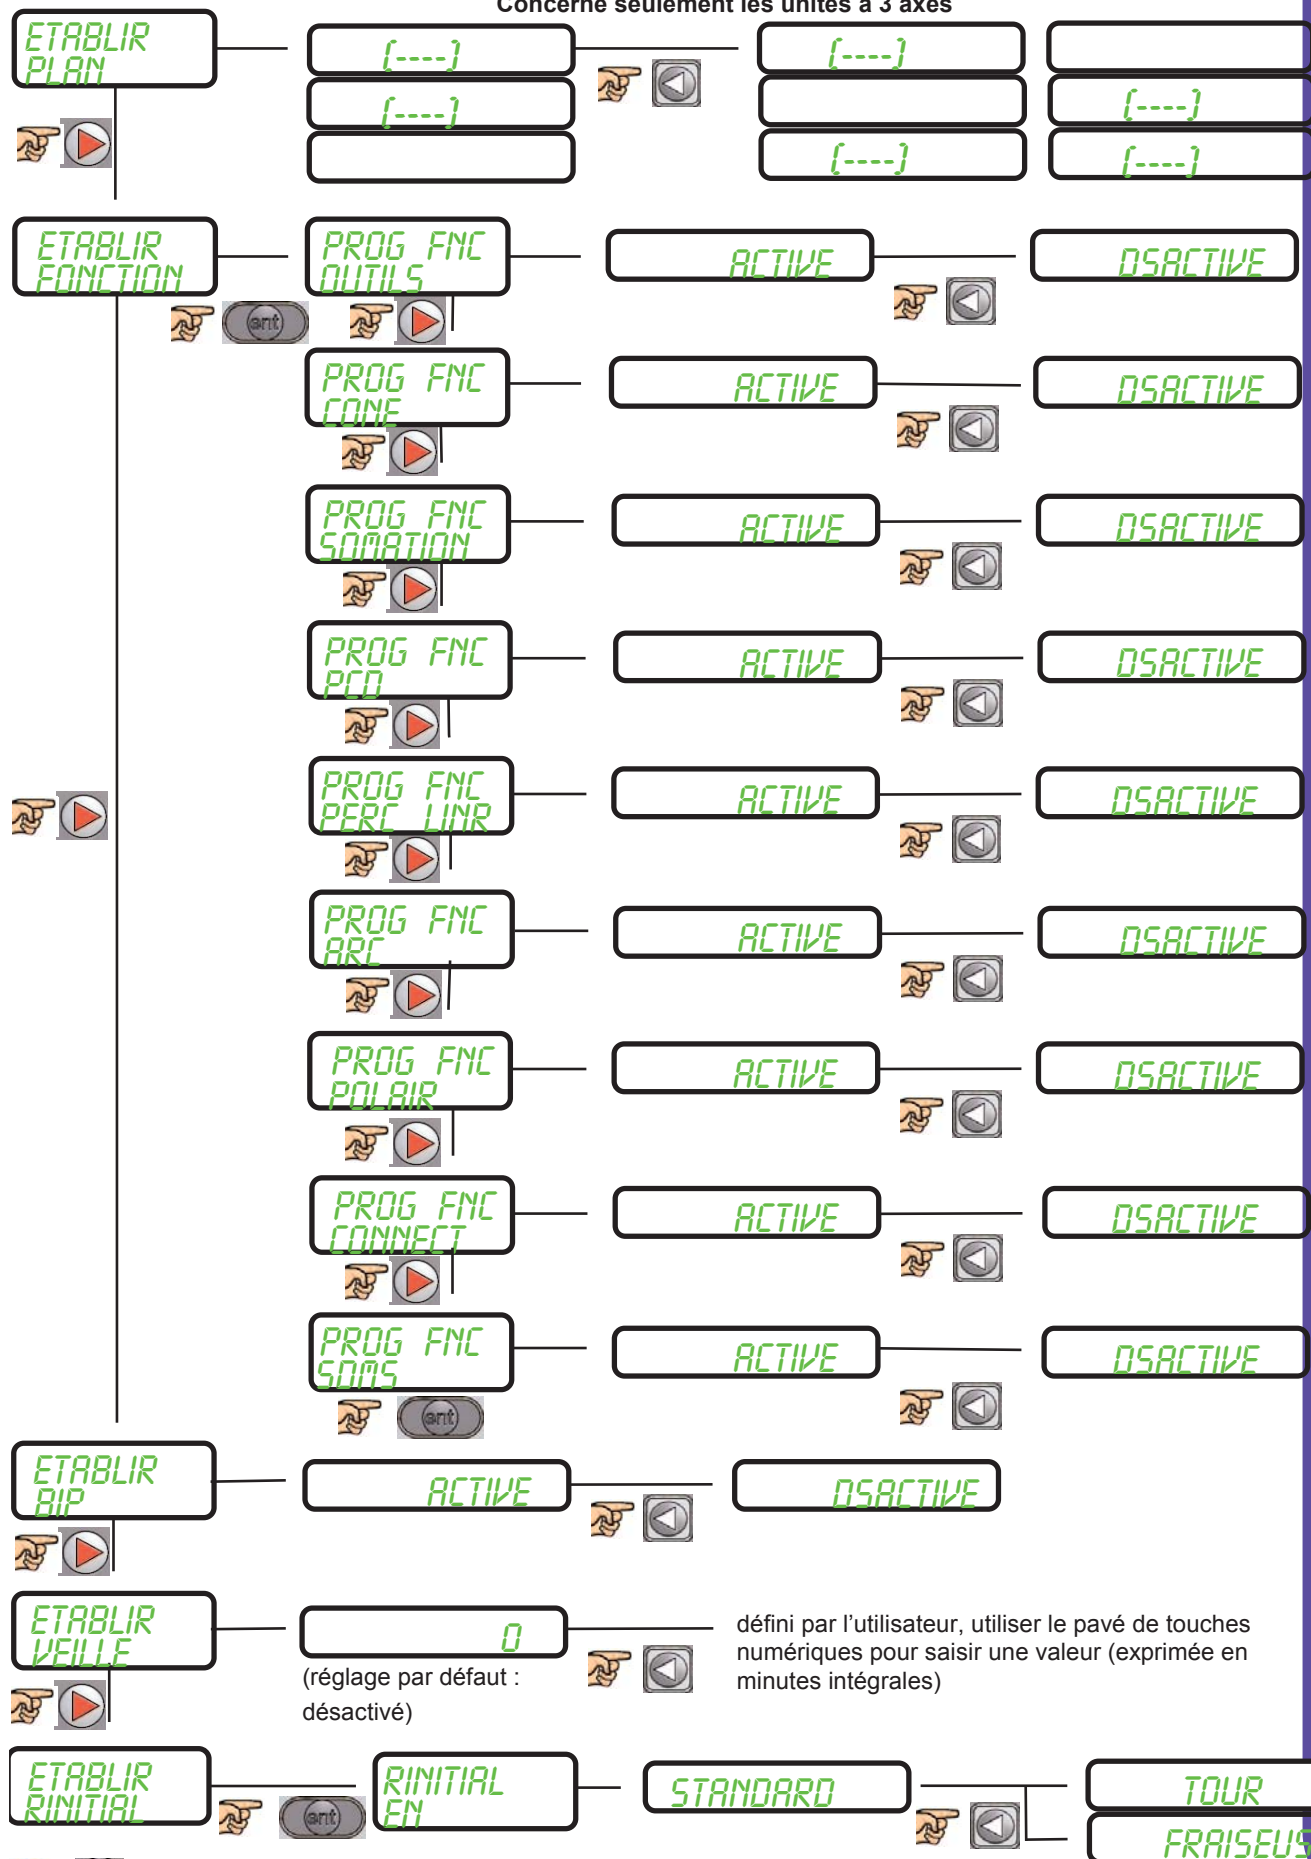 Concerne seulement les unités à 3 axes
ETABLIR
PLAN
[----]
[----]
[----]
[----]
[----]
[----]
ETABLIR
FONCTION
ent
PROG FNC
OUTILS
ACTIVE
DSACTIVE
PROG FNC
CONE
ACTIVE
DSACTIVE
PROG FNC
SOMATION
ACTIVE
DSACTIVE
PROG FNC
PCD
ACTIVE
DSACTIVE
PROG FNC
PERC LINR
ACTIVE
DSACTIVE
PROG FNC
ARC
ACTIVE
DSACTIVE
PROG FNC
POLAIR
ACTIVE
DSACTIVE
PROG FNC
CONNECT
ACTIVE
DSACTIVE
PROG FNC
SDMS
ACTIVE
DSACTIVE
ent
ETABLIR
BIP
ACTIVE
DSACTIVE
ETABLIR
VEILLE
0
(réglage par défaut :
désactivé)
défini par l’utilisateur, utiliser le pavé de touches
numériques pour saisir une valeur (exprimée en
minutes intégrales)
ETABLIR
RINITIAL
ent
RINITIAL
EN
STANDARD
TOUR
FRAISEUS